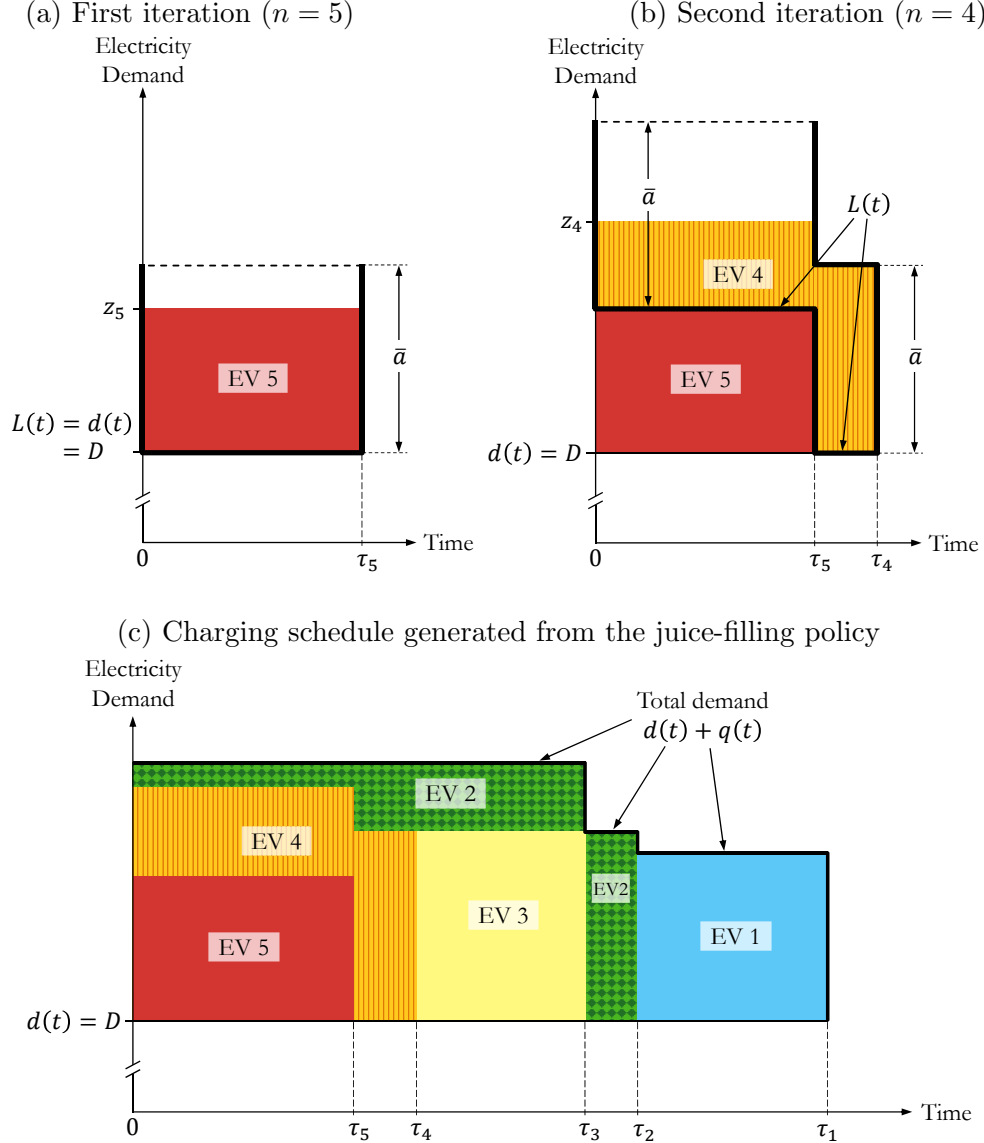 (a) First iteration (n = 5)
Electricity
Demand
z₅
ā
EV 5
L(t) = d(t)
= D
0
τ₅
Time
(b) Second iteration (n = 4)
Electricity
Demand
ā
L(t)
z₄
EV 4
ā
EV 5
d(t) = D
0
τ₅
τ₄
Time
(c) Charging schedule generated from the juice-filling policy
Electricity
Demand
Total demand
d(t) + q(t)
EV 2
EV 4
EV2
EV 3
EV 1
EV 5
d(t) = D
0
τ₅
τ₄
τ₃
τ₂
τ₁
Time